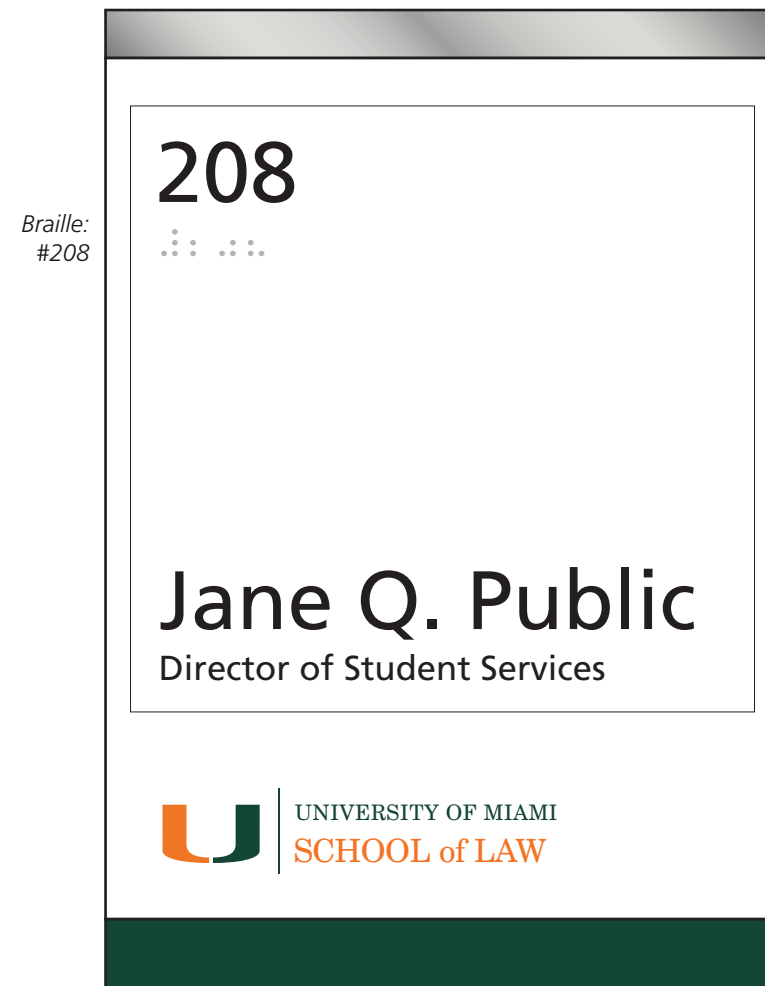 208
Braille:
#208
⠼⠆⠴⠦
Jane Q. Public
Director of Student Services
UNIVERSITY OF MIAMI
SCHOOL of LAW